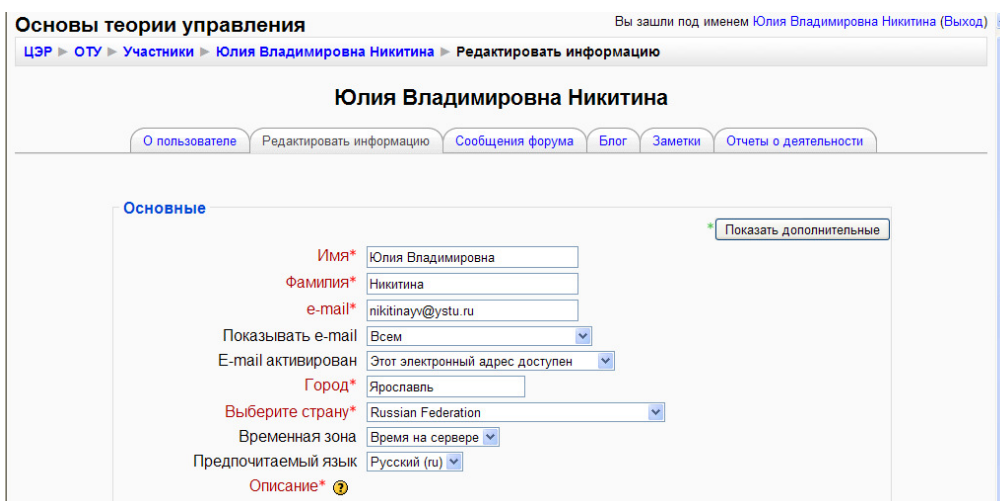 Основы теории управления
Вы зашли под именем Юлия Владимировна Никитина (Выход)
ЦЭР ► ОТУ ► Участники ► Юлия Владимировна Никитина ► Редактировать информацию
Юлия Владимировна Никитина
О пользователе Редактировать информацию Сообщения форума Блог Заметки Отчеты о деятельности
Основные
* Показать дополнительные
Имя* Юлия Владимировна
Фамилия* Никитина
e-mail* nikitinayv@ystu.ru
Показывать e-mail Всем
E-mail активирован Этот электронный адрес доступен
Город* Ярославль
Выберите страну* Russian Federation
Временная зона Время на сервере
Предпочитаемый язык Русский (ru)
Описание* ?